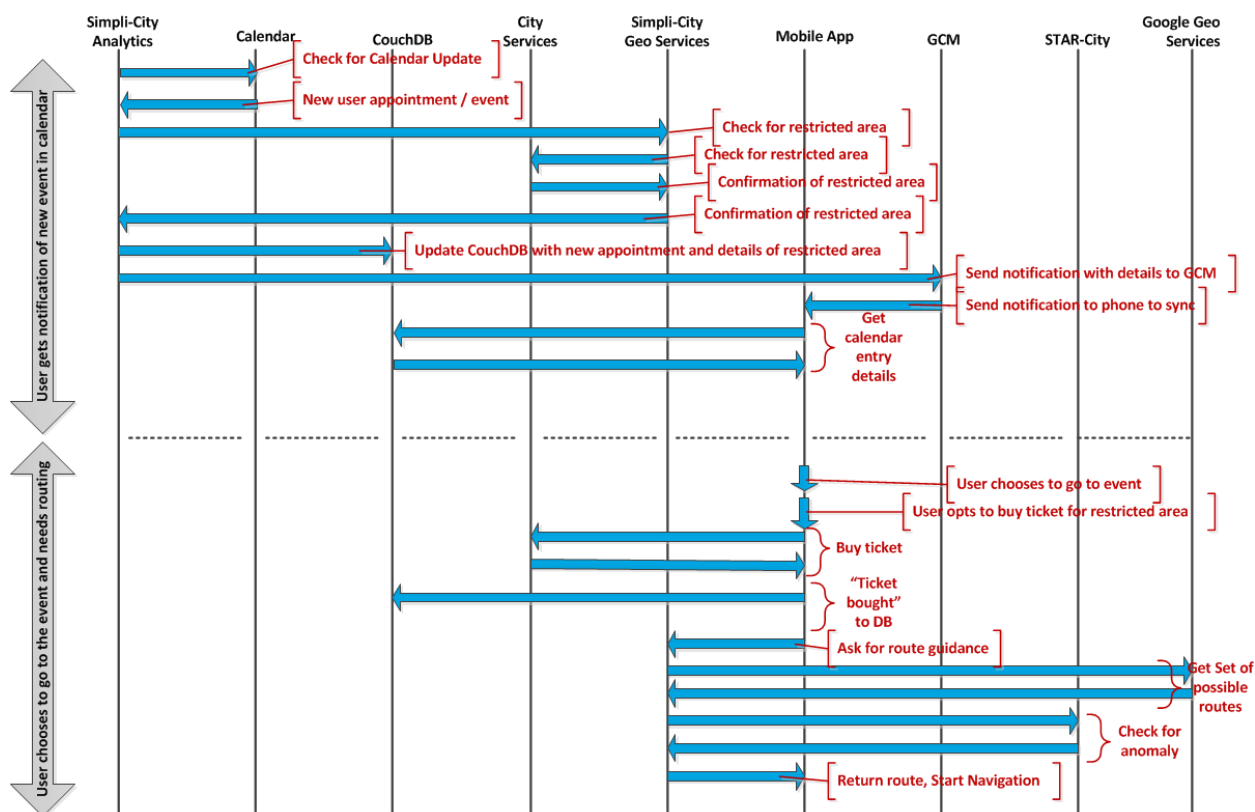 Simpli-City
Analytics
Calendar
CouchDB
City
Services
Simpli-City
Geo Services
Mobile App
GCM
STAR-City
Google Geo
Services
User gets notification of new event in calendar
Check for Calendar Update
New user appointment / event
Check for restricted area
Check for restricted area
Confirmation of restricted area
Confirmation of restricted area
Update CouchDB with new appointment and details of restricted area
Send notification with details to GCM
Send notification to phone to sync
Get
calendar
entry
details
User chooses to go to the event and needs routing
User chooses to go to event
User opts to buy ticket for restricted area
Buy ticket
“Ticket
bought”
to DB
Ask for route guidance
Get Set of
possible
routes
Check for
anomaly
Return route, Start Navigation